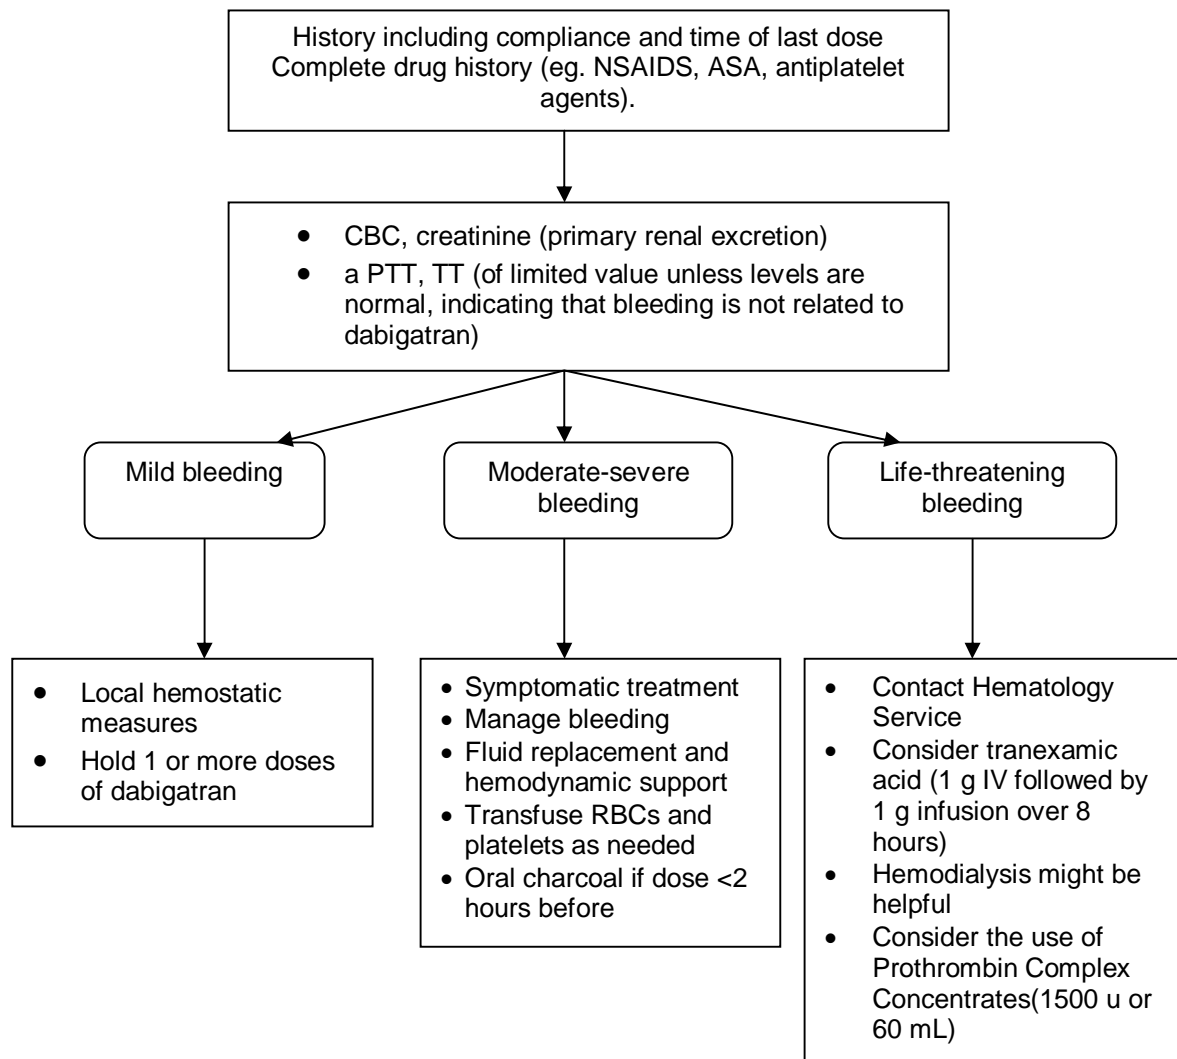 History including compliance and time of last dose
Complete drug history (eg. NSAIDS, ASA, antiplatelet
agents).
• CBC, creatinine (primary renal excretion)
• a PTT, TT (of limited value unless levels are
normal, indicating that bleeding is not related to
dabigatran)
Mild bleeding
Moderate-severe
bleeding
Life-threatening
bleeding
• Local hemostatic
measures
• Hold 1 or more doses
of dabigatran
• Symptomatic treatment
• Manage bleeding
• Fluid replacement and
hemodynamic support
• Transfuse RBCs and
platelets as needed
• Oral charcoal if dose <2
hours before
• Contact Hematology
Service
• Consider tranexamic
acid (1 g IV followed by
1 g infusion over 8
hours)
• Hemodialysis might be
helpful
• Consider the use of
Prothrombin Complex
Concentrates(1500 u or
60 mL)